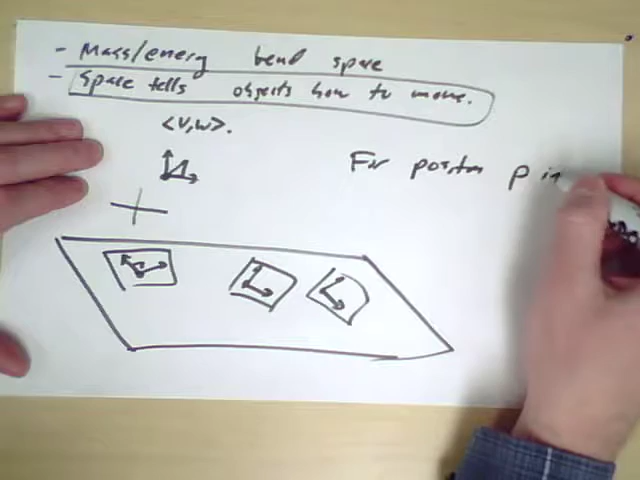 - Mass/energy bend space
- Space tells objects how to move.
<v,w>.
For position p in